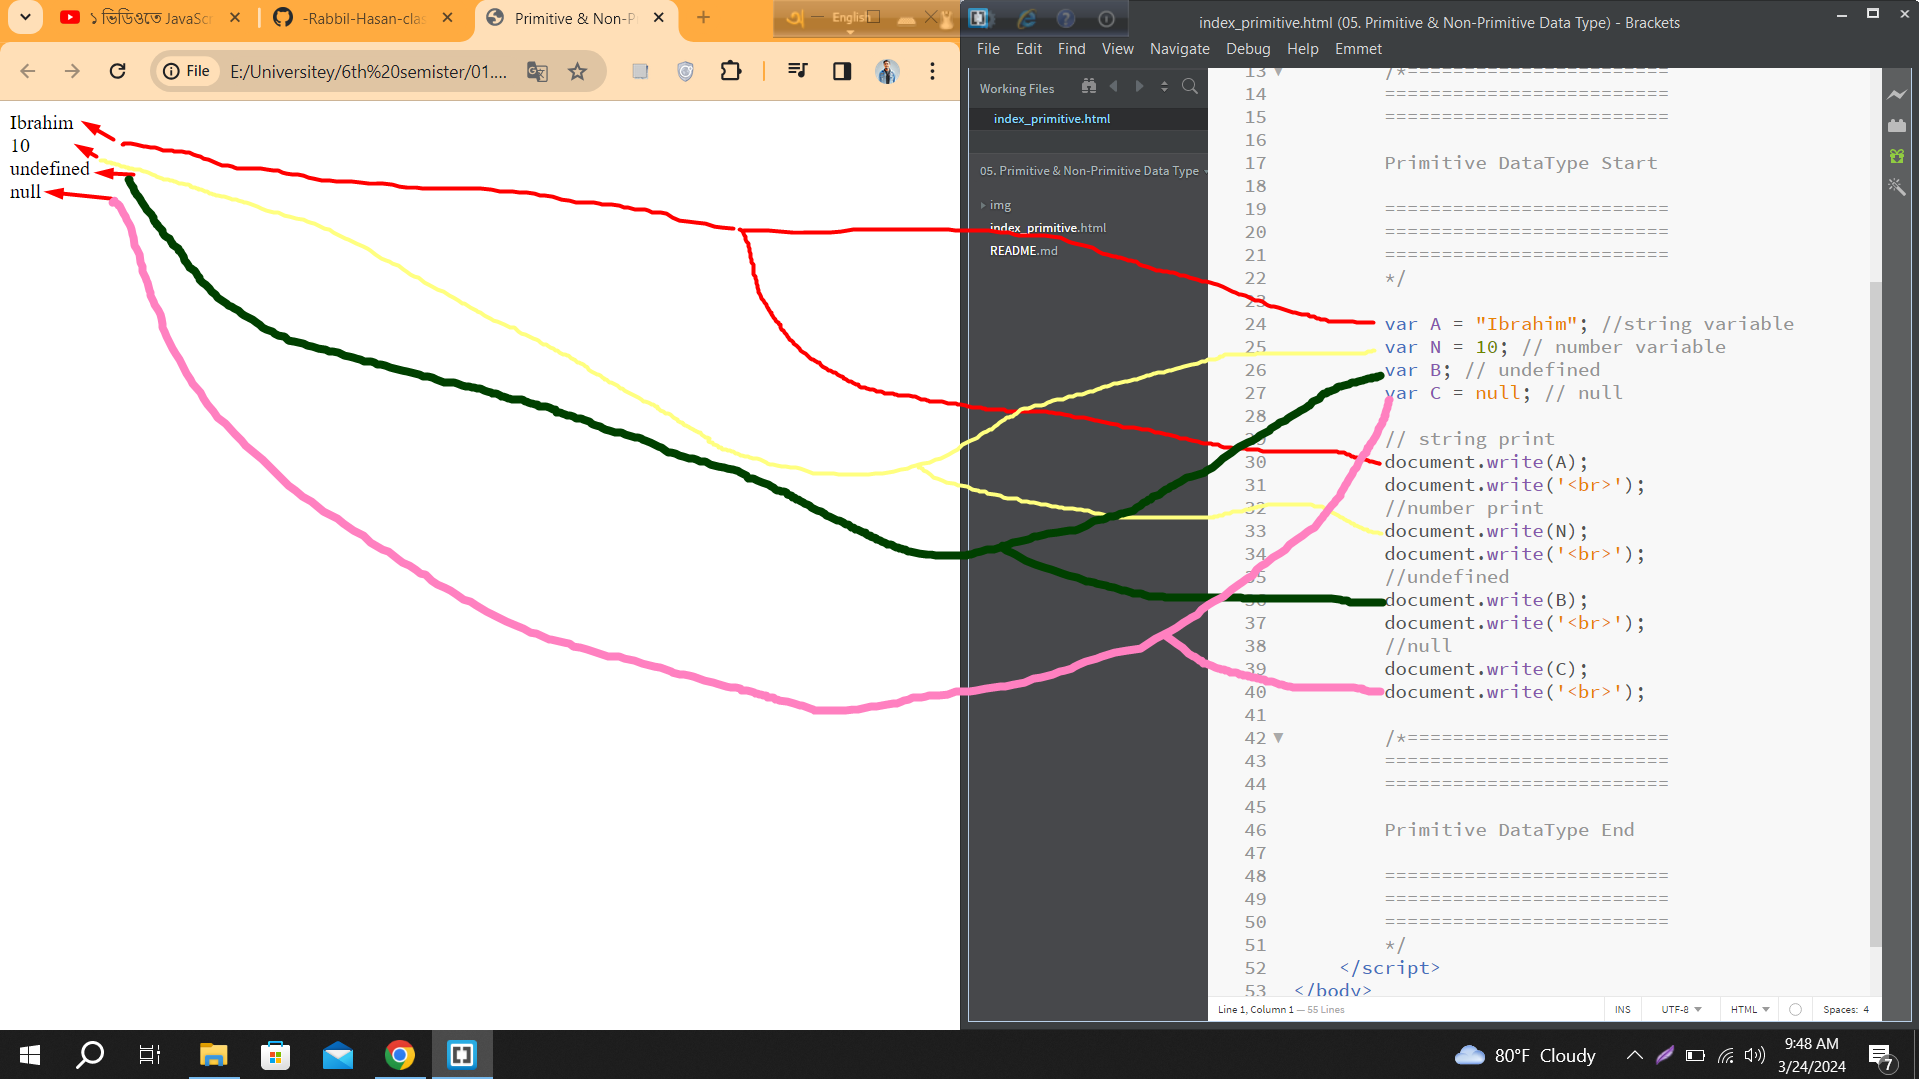 ১ ভিডিওতে JavaSc
-Rabbil-Hasan-clas
Primitive & Non-P
English
File
E:/Universitey/6th%20semister/01....
Ibrahim
10
undefined
null
index_primitive.html (05. Primitive & Non-Primitive Data Type) - Brackets
File Edit Find View Navigate Debug Help Emmet
Working Files
index_primitive.html
05. Primitive & Non-Primitive Data Type
img
index_primitive.html
README.md
13 /*=======================
14 =========================
15 =========================
16
17 Primitive DataType Start
18
19 =========================
20 =========================
21 =========================
22 */
23
24 var A = "Ibrahim"; //string variable
25 var N = 10; // number variable
26 var B; // undefined
27 var C = null; // null
28
29 // string print
30 document.write(A);
31 document.write('<br>');
32 //number print
33 document.write(N);
34 document.write('<br>');
35 //undefined
36 document.write(B);
37 document.write('<br>');
38 //null
39 document.write(C);
40 document.write('<br>');
41
42 /*=======================
43 =========================
44 =========================
45
46 Primitive DataType End
47
48 =========================
49 =========================
50 =========================
51 */
52 </script>
53 </body>
Line 1, Column 1 — 55 Lines
INS UTF-8 HTML Spaces: 4
80°F Cloudy
9:48 AM
3/24/2024
7